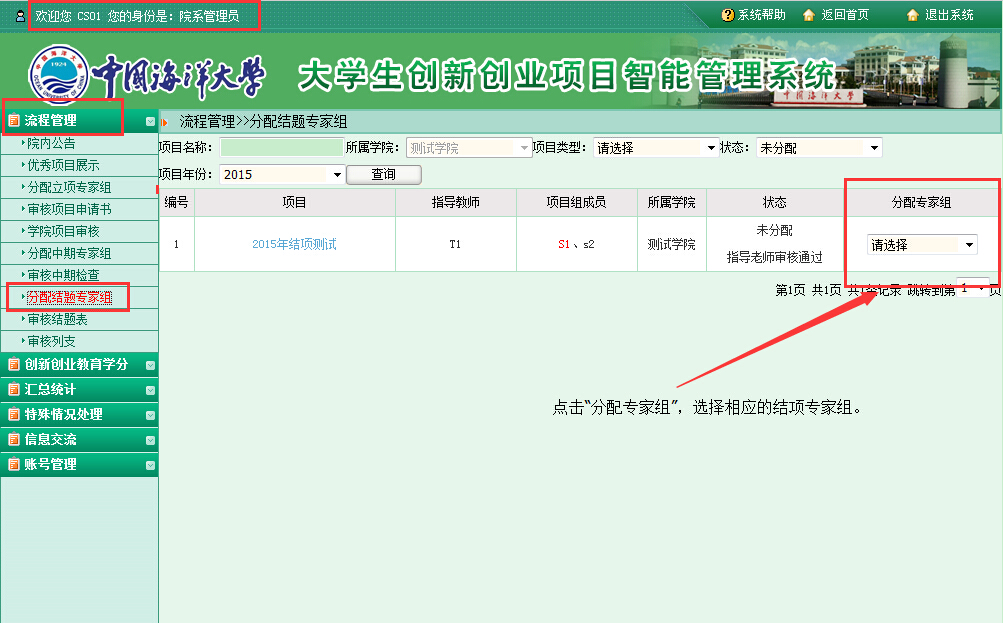 欢迎您 CS01 您的身份是：院系管理员
系统帮助 返回首页 退出系统
1924
OCEAN UNIVERSITY OF CHINA
中国海洋大学
大学生创新创业项目智能管理系统
中国海洋大学
流程管理
院内公告
优秀项目展示
分配立项专家组
审核项目申请书
学院项目审核
分配中期专家组
审核中期检查
分配结题专家组
审核结题表
审核列支
创新创业教育学分
汇总统计
特殊情况处理
信息交流
账号管理
流程管理>>分配结题专家组
项目名称： 所属学院： 测试学院 项目类型： 请选择 状态： 未分配
项目年份： 2015 查询
编号 项目 指导教师 项目组成员 所属学院 状态 分配专家组
1 2015年结项测试 T1 S1、s2 测试学院 未分配 请选择
指导老师审核通过
第1页 共1页 共1条记录 跳转到第 1 页
点击“分配专家组”，选择相应的结项专家组。